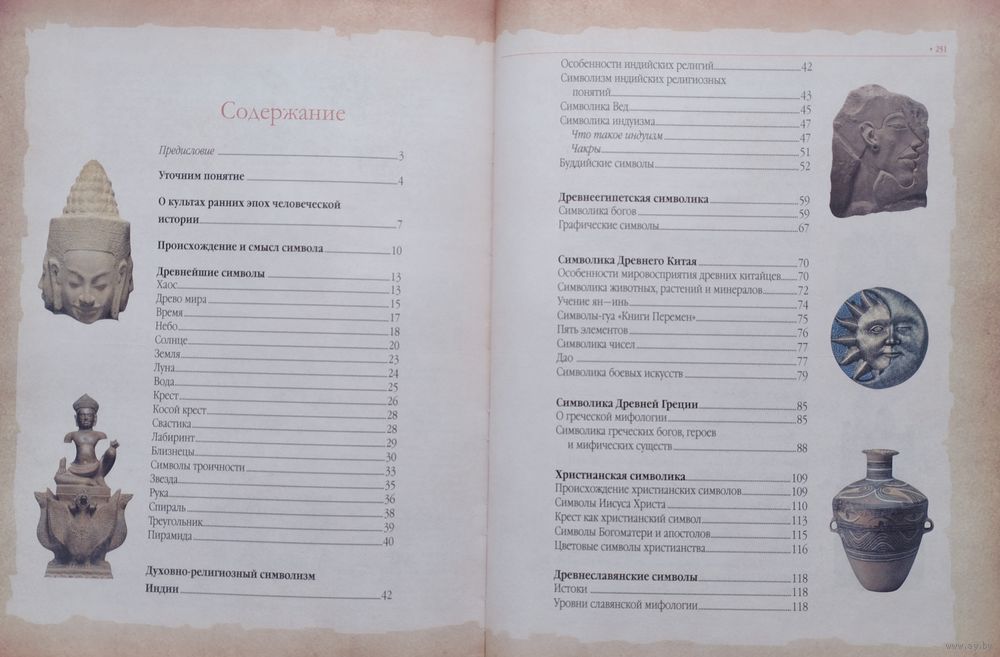 Содержание
Предисловие 3
Уточним понятие 4
О культах ранних эпох человеческой
истории 7
Происхождение и смысл символа 10
Древнейшие символы 13
Хаос 13
Древо мира 15
Время 17
Небо 18
Солнце 20
Земля 23
Луна 24
Вода 25
Крест 26
Косой крест 28
Свастика 28
Лабиринт 29
Близнецы 30
Символы троичности 33
Звезда 35
Рука 36
Спираль 38
Треугольник 39
Пирамида 40
Духовно-религиозный символизм
Индии 42
• 251
Особенности индийских религий 42
Символизм индийских религиозных
понятий 43
Символика Вед 45
Символика индуизма 47
Что такое индуизм 47
Чакры 51
Буддийские символы 52
Древнеегипетская символика 59
Символика богов 59
Графические символы 67
Символика Древнего Китая 70
Особенности мировосприятия древних китайцев 70
Символика животных, растений и минералов 72
Учение ян—инь 74
Символы-гуа «Книги Перемен» 75
Пять элементов 76
Символика чисел 77
Дао 77
Символика боевых искусств 79
Символика Древней Греции 85
О греческой мифологии 85
Символика греческих богов, героев
и мифических существ 88
Христианская символика 109
Происхождение христианских символов 109
Символы Иисуса Христа 110
Крест как христианский символ 113
Символы Богоматери и апостолов 115
Цветовые символы христианства 116
Древнеславянские символы 118
Истоки 118
Уровни славянской мифологии 118
www.ay.by